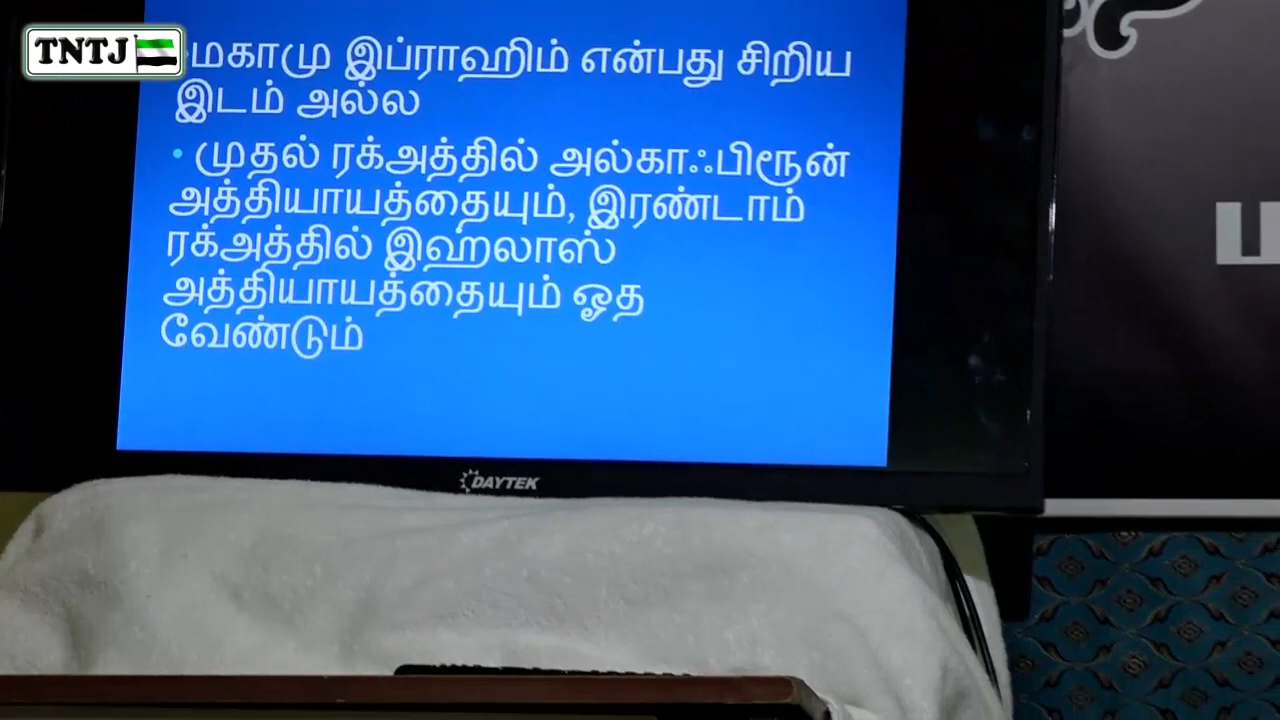 TNTJ
மகாமு இப்ராஹிம் என்பது சிறிய
இடம் அல்ல
• முதல் ரக்அத்தில் அல்காஃபிரூன்
அத்தியாயத்தையும், இரண்டாம்
ரக்அத்தில் இஹ்லாஸ்
அத்தியாயத்தையும் ஓத
வேண்டும்
DAYTEK